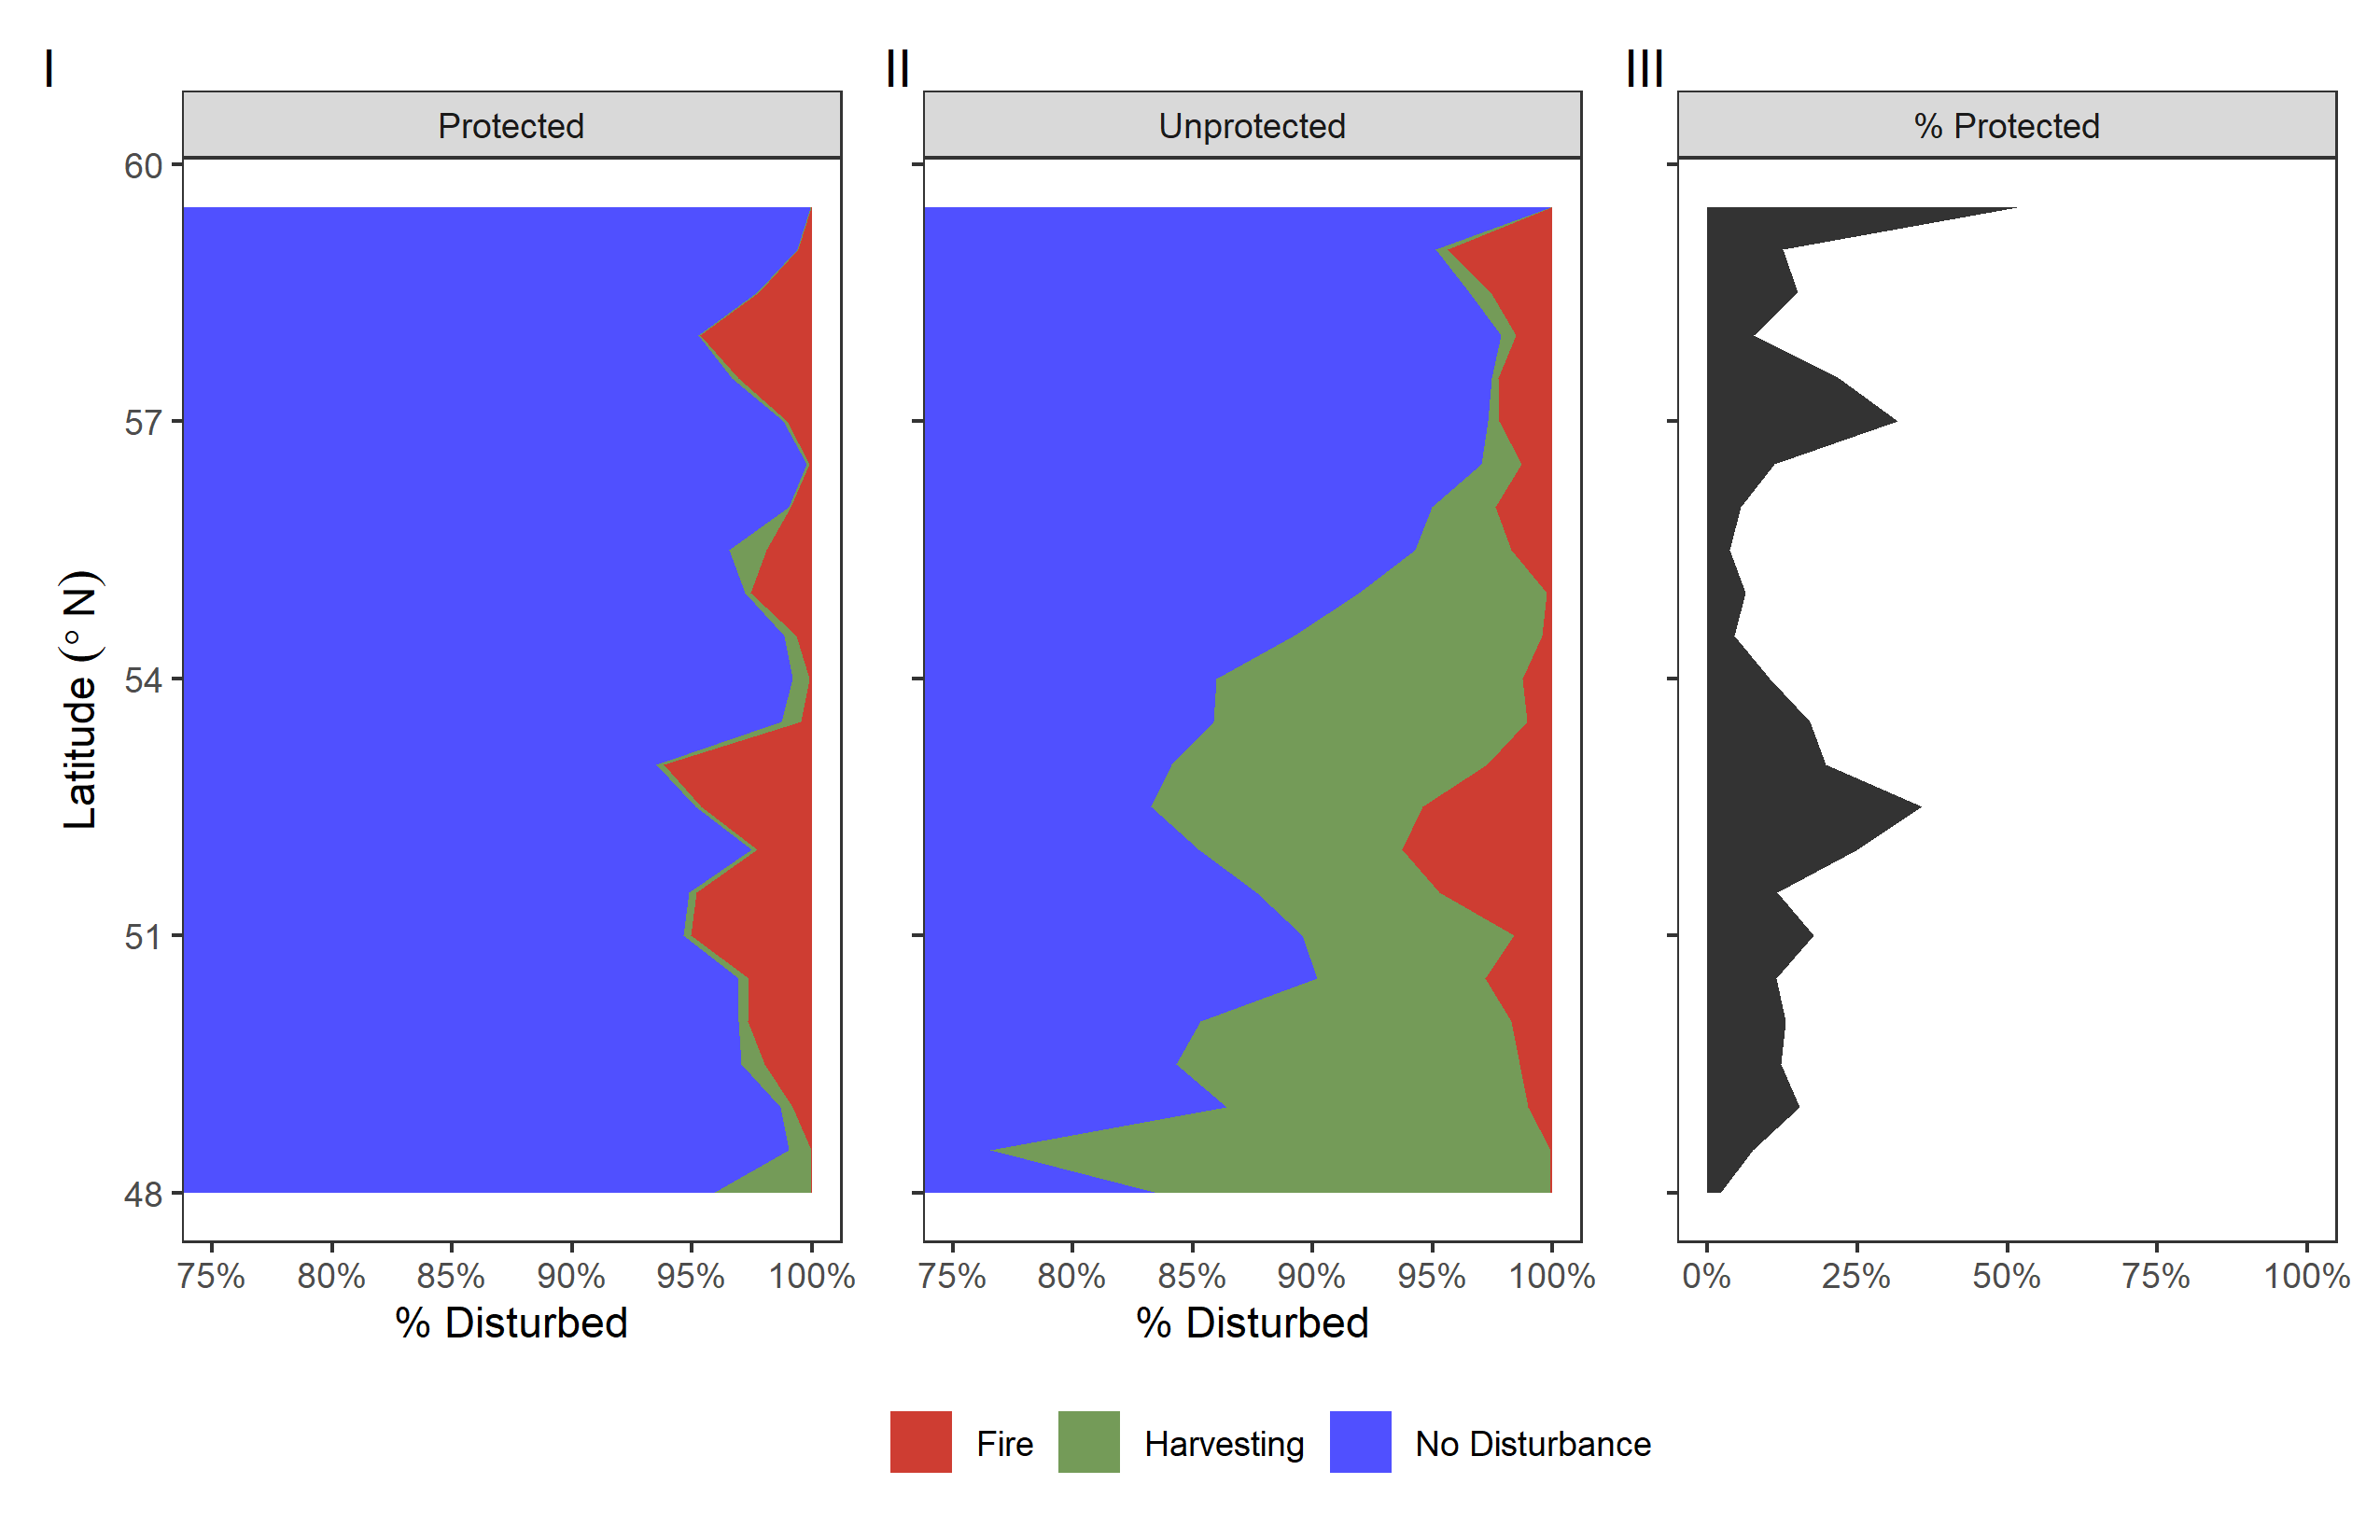 I II III
Protected Unprotected % Protected
60
57
54
51
48
Latitude (° N)
75% 80% 85% 90% 95% 100% 75% 80% 85% 90% 95% 100% 0% 25% 50% 75% 100%
% Disturbed % Disturbed
Fire Harvesting No Disturbance